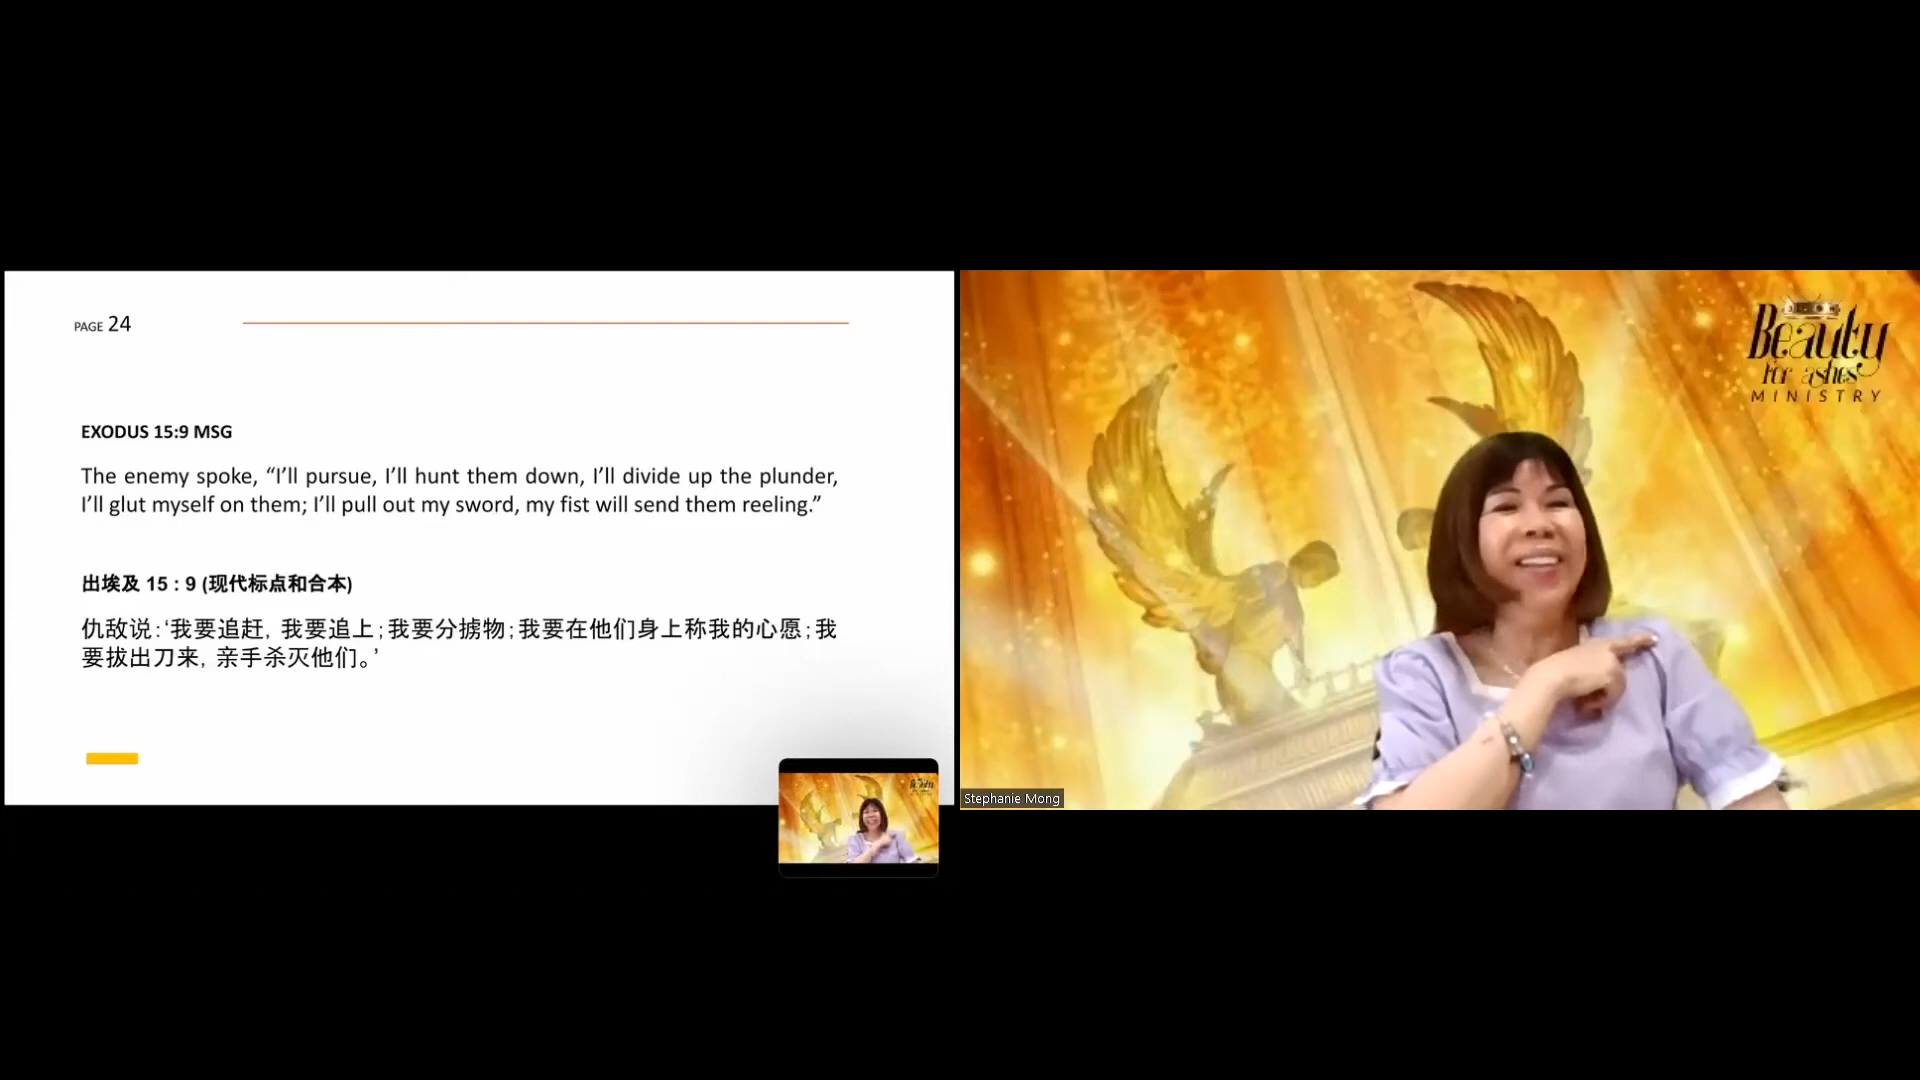 PAGE 24
EXODUS 15:9 MSG
The enemy spoke, “I’ll pursue, I’ll hunt them down, I’ll divide up the plunder,
I’ll glut myself on them; I’ll pull out my sword, my fist will send them reeling.”
出埃及 15 : 9 (现代标点和合本)
仇敌说:‘我要追赶, 我要追上;我要分掳物;我要在他们身上称我的心愿;我
要拔出刀来, 亲手杀灭他们。’
Beauty
For ashes
MINISTRY
Stephanie Mong